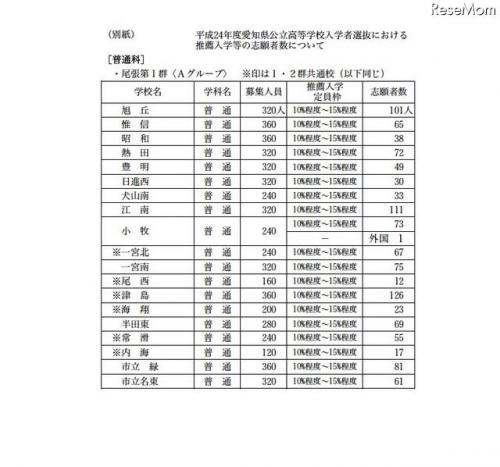 ReseMom
(別紙) 平成24年度愛知県公立高等学校入学者選抜における
推薦入学等の志願者数について
[普通科]
・尾張第1群〈Aグループ〉 ※印は1・2群共通校(以下同じ)
学校名 学科名 募集人員 推薦入学定員枠 志願者数
旭丘 普通 320人 10%程度~15%程度 101人
惟信 普通 360 10%程度~15%程度 65
昭和 普通 360 10%程度~15%程度 38
熱田 普通 320 10%程度~15%程度 72
豊明 普通 320 10%程度~15%程度 49
日進西 普通 320 10%程度~15%程度 30
犬山南 普通 240 10%程度~15%程度 33
江南 普通 320 10%程度~15%程度 111
小牧 普通 240 10%程度~15%程度 73
- 外国 1
※一宮北 普通 240 10%程度~15%程度 67
一宮南 普通 320 10%程度~15%程度 75
※尾西 普通 160 10%程度~15%程度 12
※津島 普通 360 10%程度~15%程度 126
※海翔 普通 200 10%程度~15%程度 23
半田東 普通 280 10%程度~15%程度 69
※常滑 普通 240 10%程度~15%程度 55
※内海 普通 120 10%程度~15%程度 17
市立 緑 普通 360 10%程度~15%程度 81
市立名東 普通 320 10%程度~15%程度 61